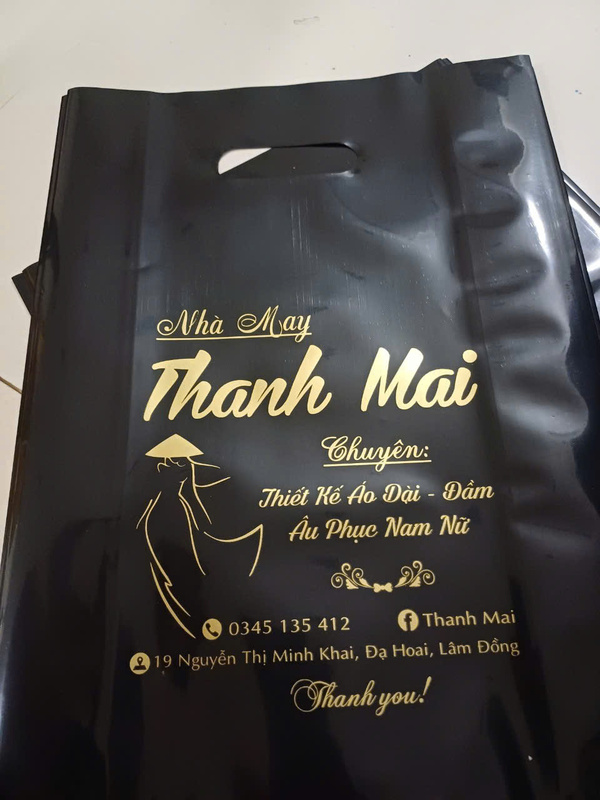 Nhà May
Thanh Mai
Chuyên:
Thiết Kế Áo Dài - Đầm
Âu Phục Nam Nữ
0345 135 412
Thanh Mai
19 Nguyễn Thị Minh Khai, Đạ Hoai, Lâm Đồng
Thank you!